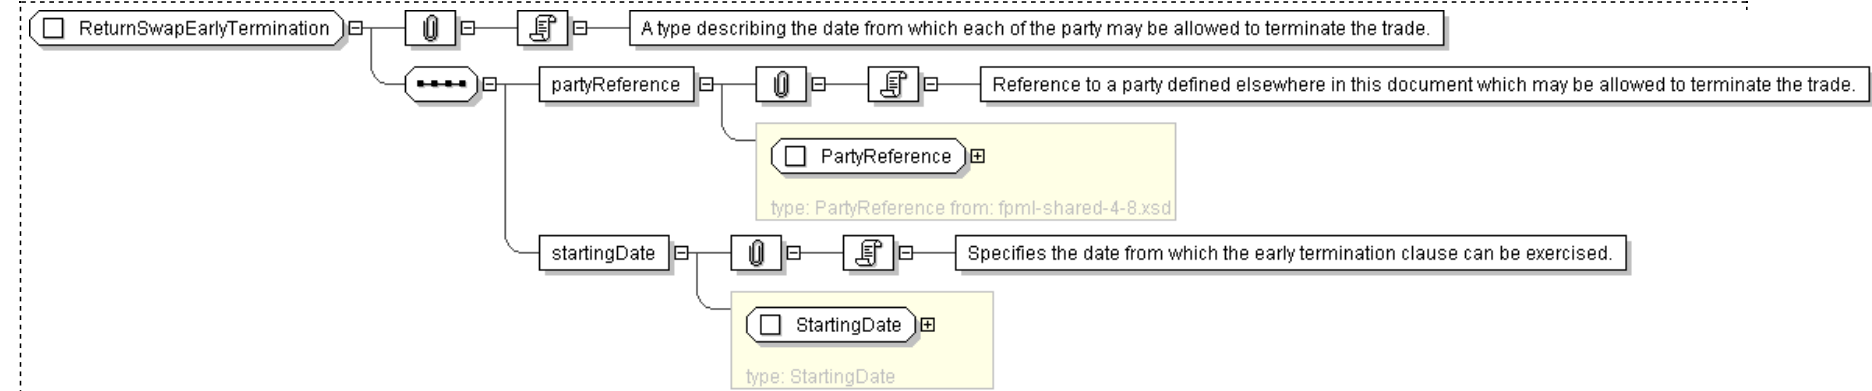 ReturnSwapEarlyTermination
A type describing the date from which each of the party may be allowed to terminate the trade.
partyReference
Reference to a party defined elsewhere in this document which may be allowed to terminate the trade.
PartyReference
type: PartyReference from: fpml-shared-4-8.xsd
startingDate
Specifies the date from which the early termination clause can be exercised.
StartingDate
type: StartingDate